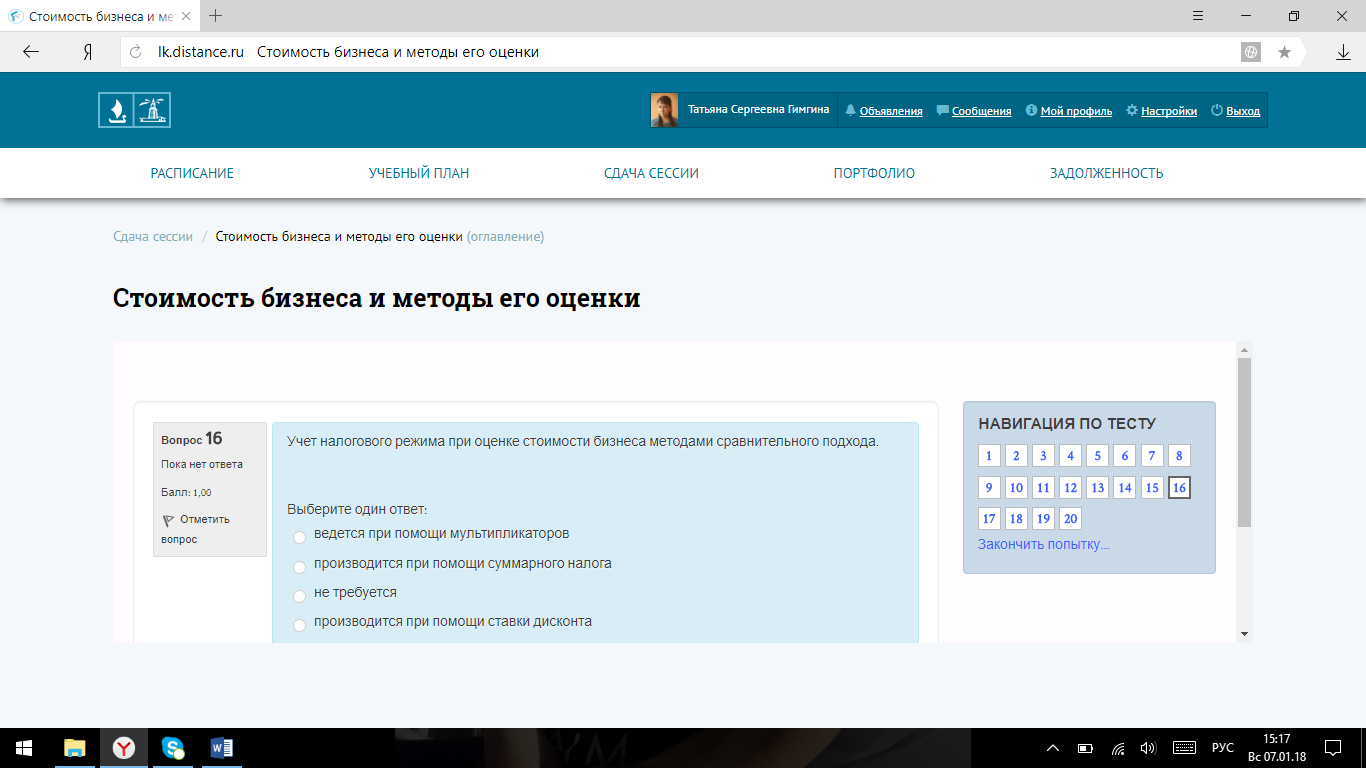 Стоимость бизнеса и ме
lk.distance.ru Стоимость бизнеса и методы его оценки
Татьяна Сергеевна Гимгина Объявления Сообщения Мой профиль Настройки Выход
РАСПИСАНИЕ УЧЕБНЫЙ ПЛАН СДАЧА СЕССИИ ПОРТФОЛИО ЗАДОЛЖЕННОСТЬ
Сдача сессии / Стоимость бизнеса и методы его оценки (оглавление)
Стоимость бизнеса и методы его оценки
Вопрос 16
Пока нет ответа
Балл: 1,00
Отметить
вопрос
Учет налогового режима при оценке стоимости бизнеса методами сравнительного подхода.
Выберите один ответ:
ведется при помощи мультипликаторов
производится при помощи суммарного налога
не требуется
производится при помощи ставки дисконта
НАВИГАЦИЯ ПО ТЕСТУ
1 2 3 4 5 6 7 8
9 10 11 12 13 14 15 16
17 18 19 20
Закончить попытку...
РУС
15:17
Вс 07.01.18